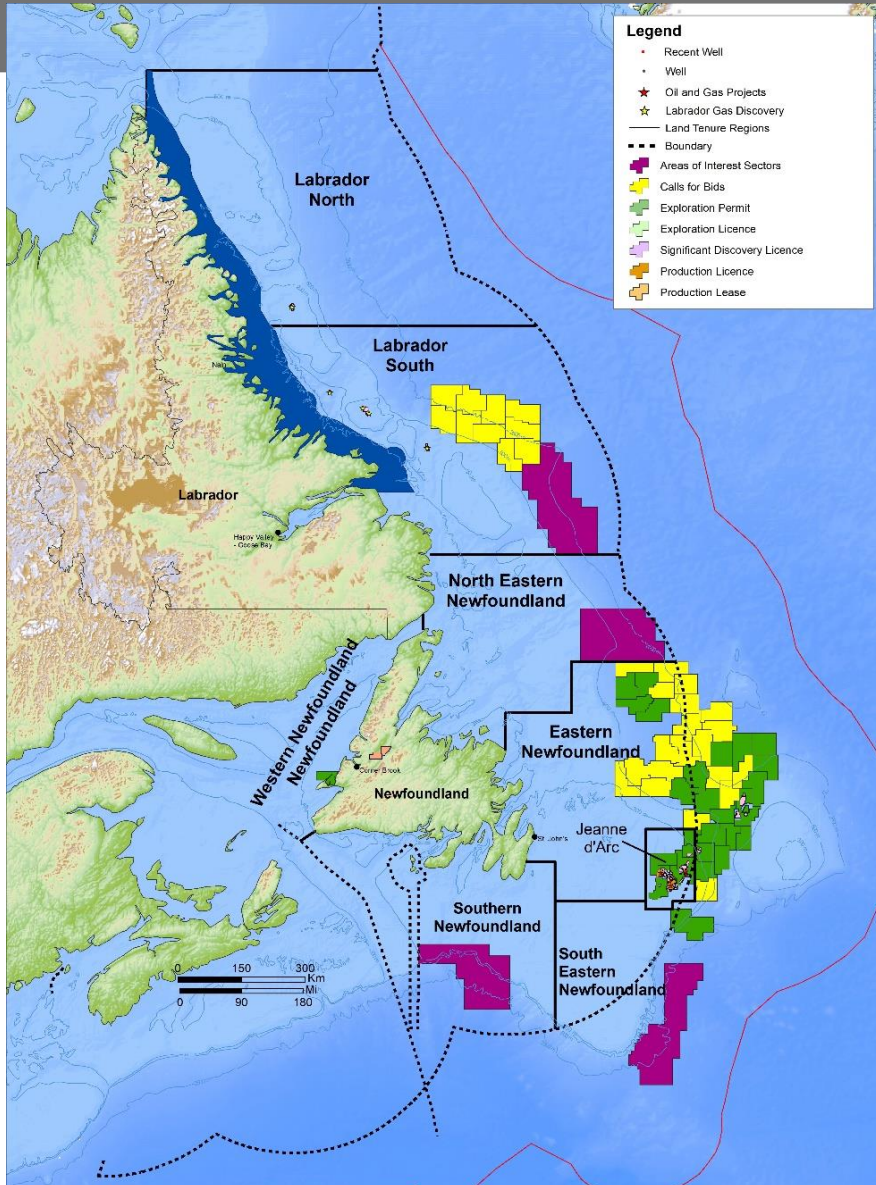 Legend
Recent Well
Well
Oil and Gas Projects
Labrador Gas Discovery
Land Tenure Regions
Boundary
Areas of Interest Sectors
Calls for Bids
Exploration Permit
Exploration Licence
Significant Discovery Licence
Production Licence
Production Lease
Labrador
North
Labrador
South
Nain
Labrador
Happy Valley
- Goose Bay
North Eastern
Newfoundland
Western Newfoundland
Newfoundland
Eastern
Newfoundland
Corner Brook
Newfoundland
St. John's
Jeanne
d'Arc
Southern
Newfoundland
South
Eastern
Newfoundland
0 150 300
Km
Mi
0 90 180